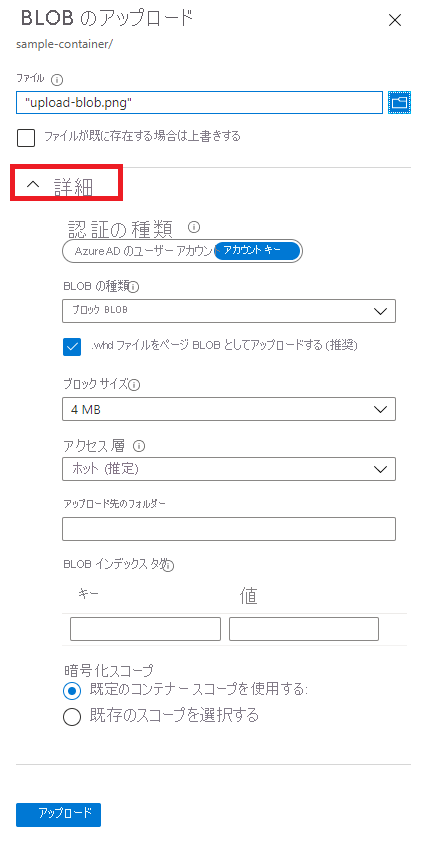 BLOB のアップロード
sample-container/
ファイル
"upload-blob.png"
ファイルが既に存在する場合は上書きする
詳細
認証の種類
Azure AD のユーザー アカウン アカウント キー
BLOB の種類
ブロック BLOB
.vhd ファイルをページ BLOB としてアップロードする (推奨)
ブロック サイズ
4 MB
アクセス層
ホット (推定)
アップロード先のフォルダー
BLOB インデックス タグ
キー 値
暗号化スコープ
既定のコンテナー スコープを使用する:
既存のスコープを選択する
アップロード